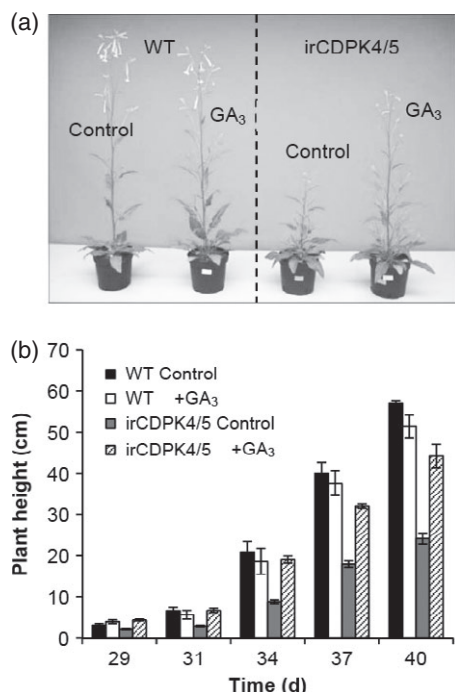 (a)
WT
irCDPK4/5
Control
GA₃
Control
GA₃
(b)
70
60
50
40
30
20
10
0
Plant height (cm)
WT Control
WT +GA₃
irCDPK4/5 Control
irCDPK4/5 +GA₃
29 31 34 37 40
Time (d)